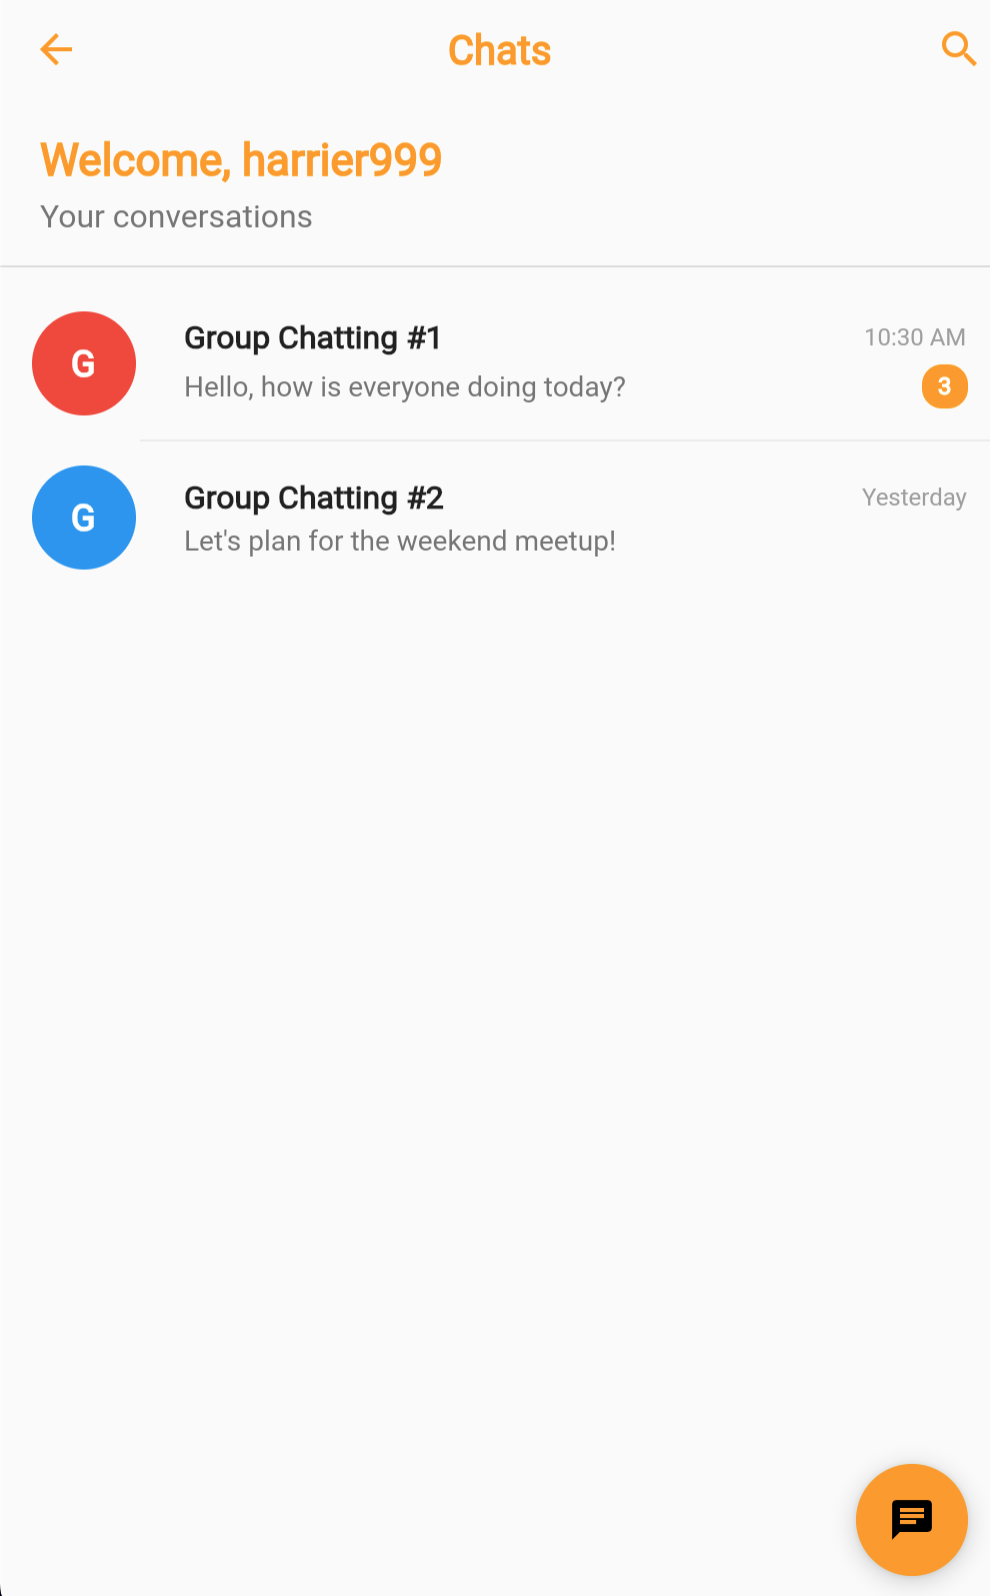 Chats
Welcome, harrier999
Your conversations
G
Group Chatting #1
10:30 AM
Hello, how is everyone doing today?
3
G
Group Chatting #2
Yesterday
Let's plan for the weekend meetup!